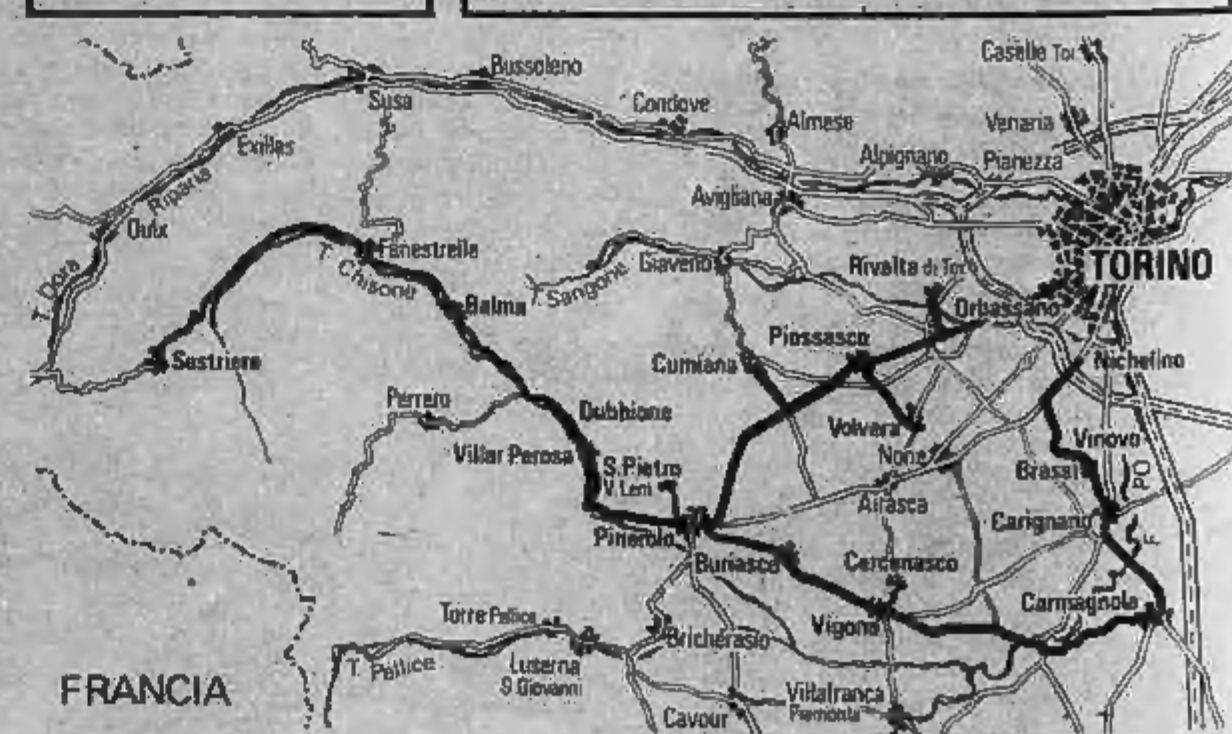 Caselle Tor.
Bussoleno
Susa
Condove
Almese
Venaria
Exilles
Alpignano
Pianezza
Riparia
Avigliana
Oulx
T. Dora
Fenestrelle
T. Chisone
Giaveno
T. Sangone
Rivalta di Tor.
TORINO
Balma
Orbassano
Piossasco
Sestriere
Cumiana
Nichelino
Perrero
Dubbione
Volvera
Vinovo
Villar Perosa
None
Brassi
PO
S. Pietro
V. Lem
Airasca
Carignano
F.
Pinerolo
Buriasco
Cercenasco
Carmagnola
Torre Pellice
Vigone
Bricherasio
T. Pellice
Luserna
S. Giovanni
FRANCIA
Villafranca
Piemonte
Cavour